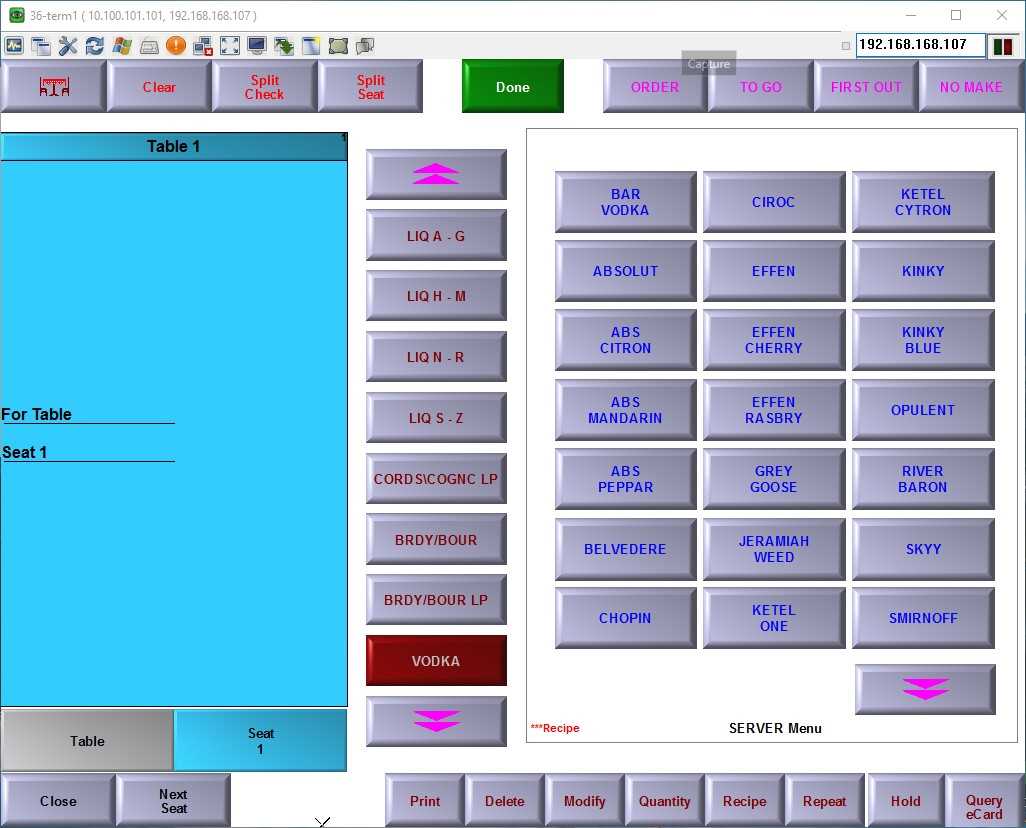 36-term1 ( 10.100.101.101, 192.168.168.107 )
192.168.168.107
Capture
Clear
Split
Check
Split
Seat
Done
ORDER
TO GO
FIRST OUT
NO MAKE
Table 1
1
For Table
Seat 1
LIQ A - G
LIQ H - M
LIQ N - R
LIQ S - Z
CORDS\COGNC LP
BRDY/BOUR
BRDY/BOUR LP
VODKA
BAR
VODKA
CIROC
KETEL
CYTRON
ABSOLUT
EFFEN
KINKY
ABS
CITRON
EFFEN
CHERRY
KINKY
BLUE
ABS
MANDARIN
EFFEN
RASBRY
OPULENT
ABS
PEPPAR
GREY
GOOSE
RIVER
BARON
BELVEDERE
JERAMIAH
WEED
SKYY
CHOPIN
KETEL
ONE
SMIRNOFF
***Recipe
SERVER Menu
Table
Seat
1
Close
Next
Seat
Print
Delete
Modify
Quantity
Recipe
Repeat
Hold
Query
eCard